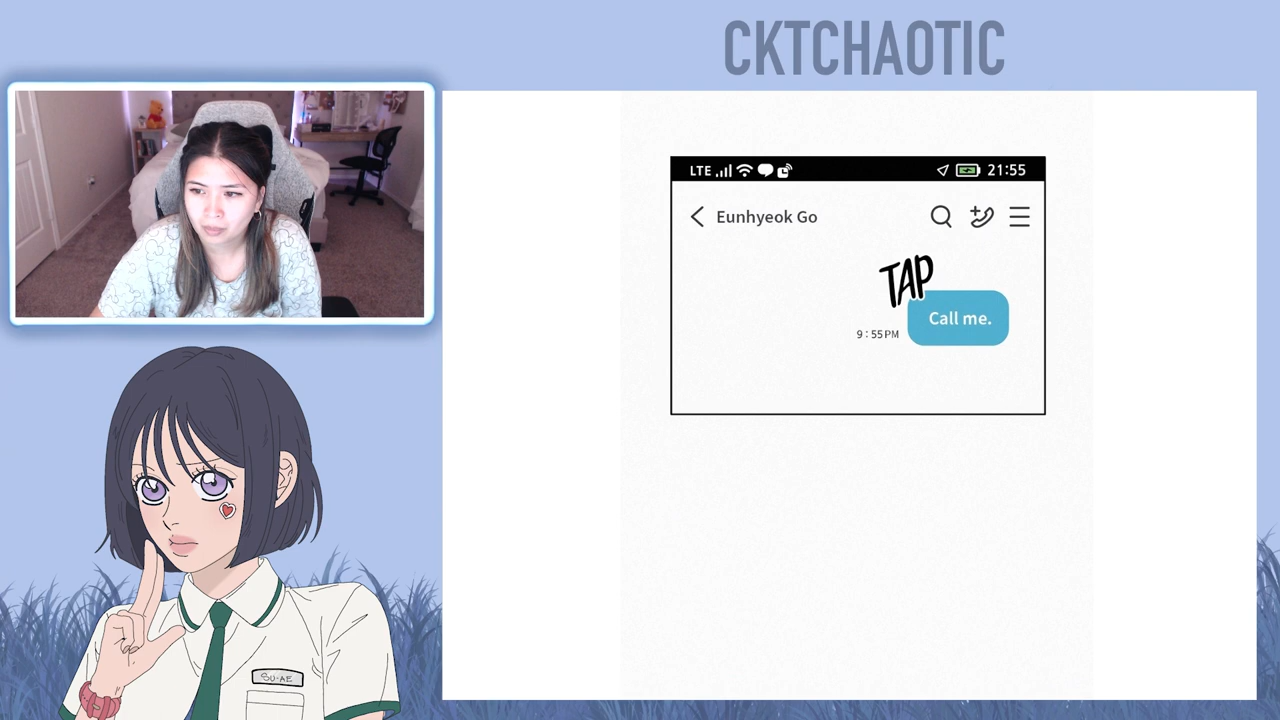 CKTCHAOTIC
LTE 21:55
Eunhyeok Go
TAP
Call me.
9:55PM
SU-AE